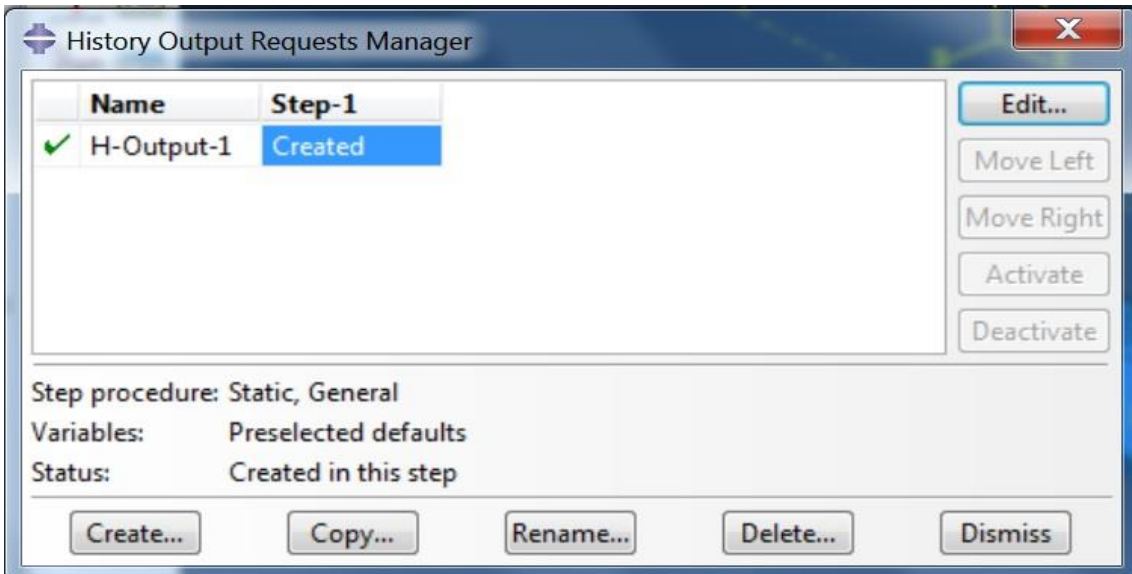 History Output Requests Manager
X
Name Step-1
Edit...
H-Output-1 Created
Move Left
Move Right
Activate
Deactivate
Step procedure: Static, General
Variables: Preselected defaults
Status: Created in this step
Create... Copy... Rename... Delete... Dismiss